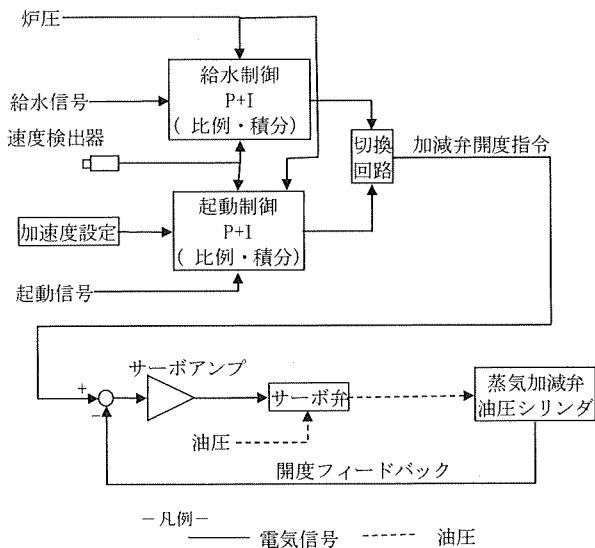 炉圧
給水制御
P+I
( 比例・積分)
給水信号
速度検出器
切換
回路
加減弁開度指令
起動制御
P+I
( 比例・積分)
加速度設定
起動信号
サーボアンプ
+
−
サーボ弁
蒸気加減弁
油圧シリンダ
油圧
開度フィードバック
－凡例－
電気信号
油圧